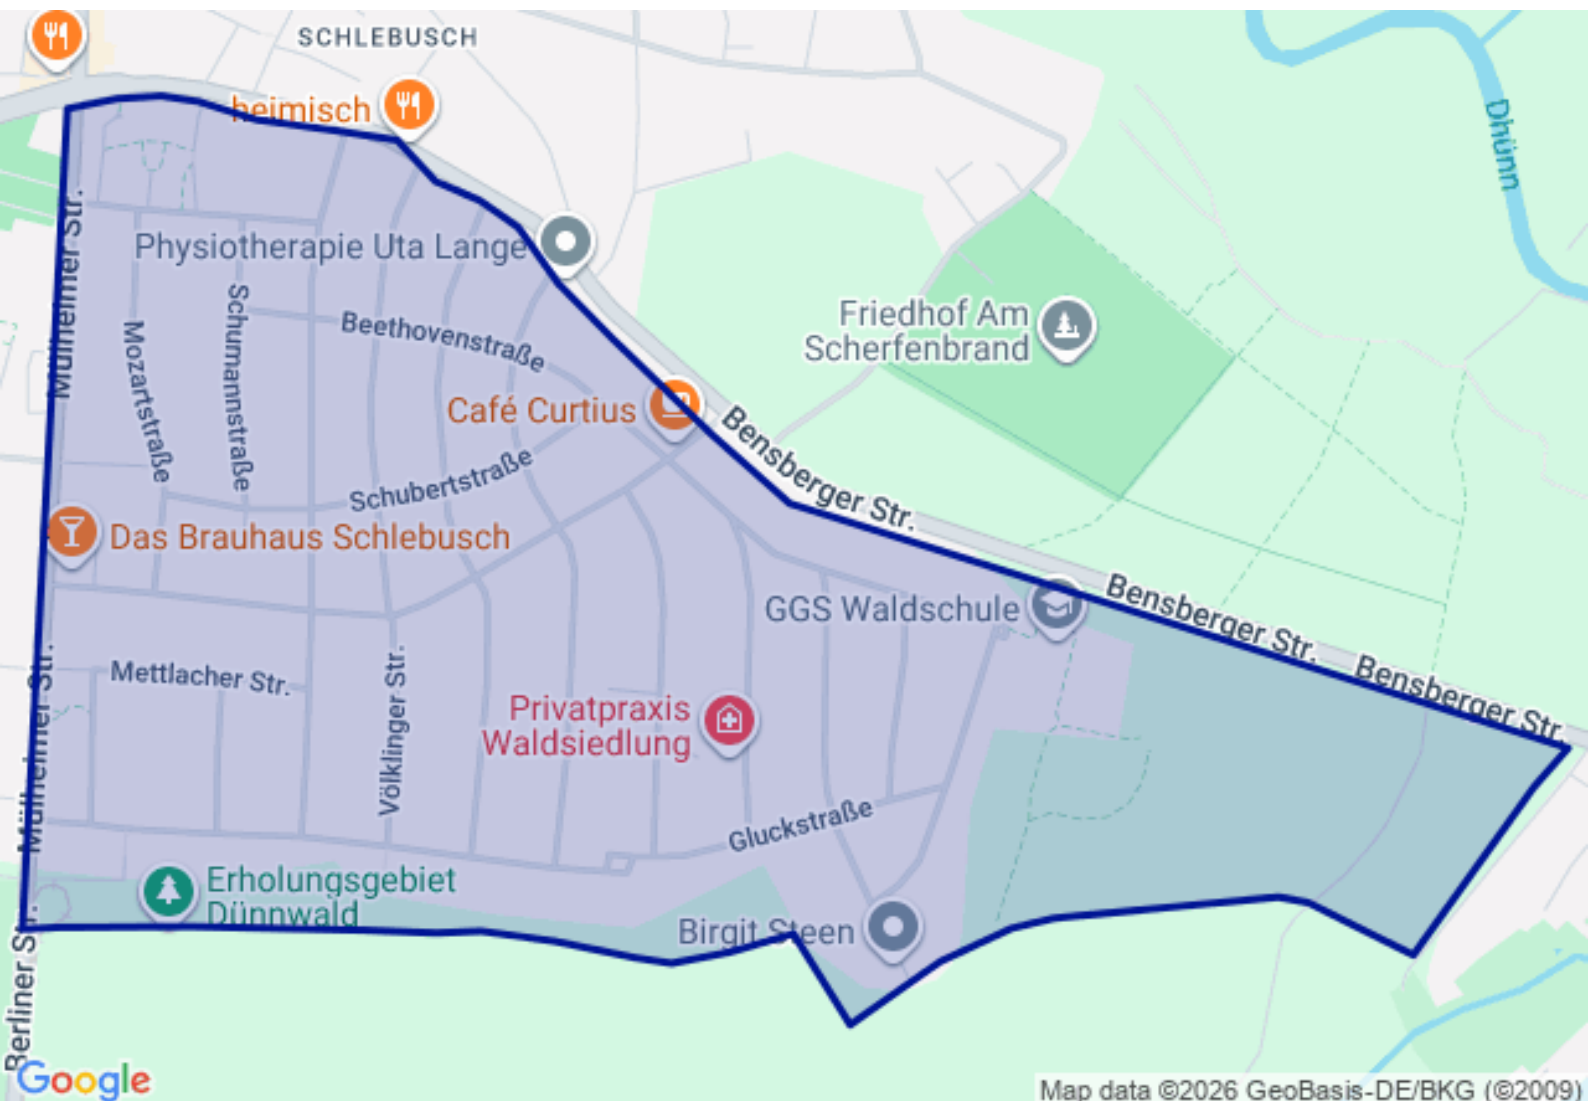 SCHLEBUSCH
heimisch
Dhünn
Mülheimer Str.
Physiotherapie Uta Lange
Schumannstraße
Mozartstraße
Beethovenstraße
Friedhof Am
Scherfenbrand
Café Curtius
Bensberger Str.
Schubertstraße
Das Brauhaus Schlebusch
GGS Waldschule
Bensberger Str.
Bensberger Str.
Mülheimer Str.
Mettlacher Str.
Völklinger Str.
Privatpraxis
Waldsiedlung
Gluckstraße
Erholungsgebiet
Dünnwald
Birgit Steen
Berliner Str.
Google
Map data ©2026 GeoBasis-DE/BKG (©2009)